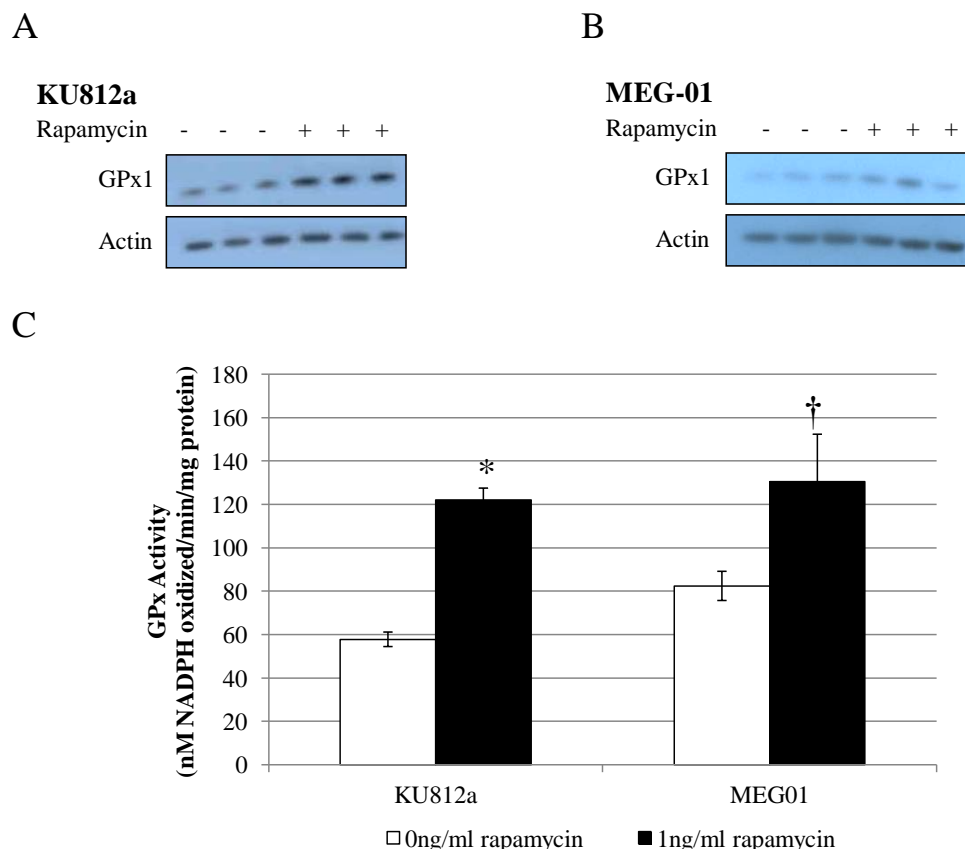 A
B
KU812a
Rapamycin - - - + + +
GPx1
Actin
MEG-01
Rapamycin - - - + + +
GPx1
Actin
C
GPx Activity
(nM NADPH oxidized/min/mg protein)
180
160
140
120
100
80
60
40
20
0
*
†
KU812a MEG01
0ng/ml rapamycin 1ng/ml rapamycin